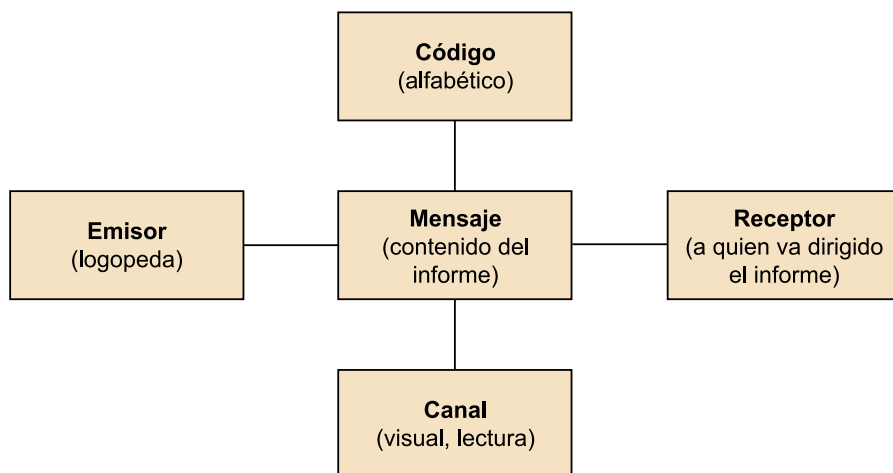 Código
(alfabético)
Emisor
(logopeda)
Mensaje
(contenido del
informe)
Receptor
(a quien va dirigido
el informe)
Canal
(visual, lectura)